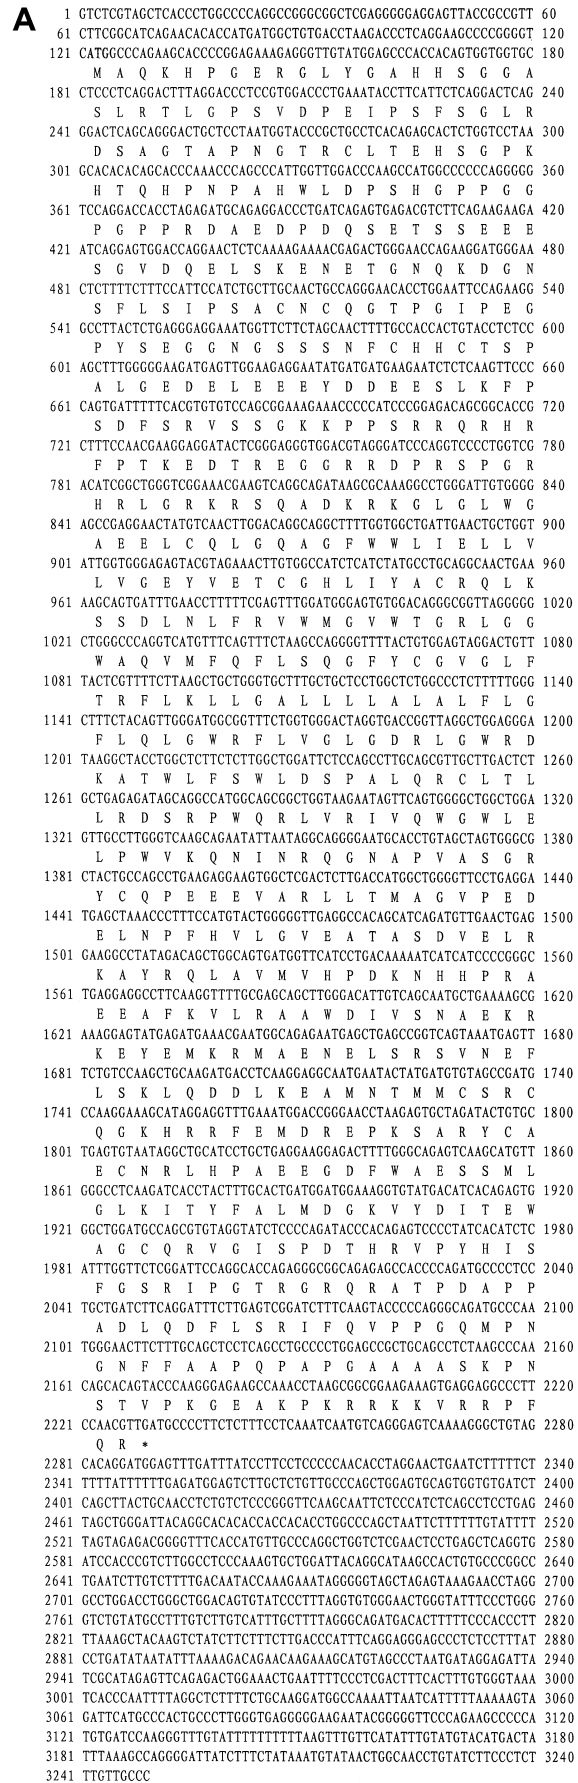 A
1 GTCTCGTAGCTCACCCTGGCCCCAGGCCGGGCGGCTCGAGGGGGAGGAGTTACCGCCGTT 60
61 CTTCGGCATCAGAACACACCATGATGGCTGTGACCTAAGACCCTCAGGAAGCCCCGGGGT 120
121 CATGGCCCAGAAGCACCCCGGAGAAAGAGGGTTGTATGGAGCCCACCACAGTGGTGGTGC 180
M A Q K H P G E R G L Y G A H H S G G A
181 CTCCCTCAGGACTTTAGGACCCTCCGTGGACCCTGAAATACCTTCATTCTCAGGACTCAG 240
S L R T L G P S V D P E I P S F S G L R
241 GGACTCAGCAGGGACTGCTCCTAATGGTACCCGCTGCCTCACAGAGCACTCTGGTCCTAA 300
D S A G T A P N G T R C L T E H S G P K
301 GCACACACAGCACCCAAACCCAGCCCATTGGTTGGACCCAAGCCATGGCCCCCCAGGGGG 360
H T Q H P N P A H W L D P S H G P P G G
361 TCCAGGACCACCTAGAGATGCAGAGGACCCTGATCAGAGTGAGACGTCTTCAGAAGAAGA 420
P G P P R D A E D P D Q S E T S S E E E
421 ATCAGGAGTGGACCAGGAACTCTCAAAAGAAAACGAGACTGGGAACCAGAAGGATGGGAA 480
S G V D Q E L S K E N E T G N Q K D G N
481 CTCTTTTCTTTCCATTCCATCTGCTTGCAACTGCCAGGGAACACCTGGAATTCCAGAAGG 540
S F L S I P S A C N C Q G T P G I P E G
541 GCCTTACTCTGAGGGAGGAAATGGTTCTTCTAGCAACTTTTGCCACCACTGTACCTCTCC 600
P Y S E G G N G S S S N F C H H C T S P
601 AGCTTTGGGGGAAGATGAGTTGGAAGAGGAATATGATGATGAAGAATCTCTCAAGTTCCC 660
A L G E D E L E E E Y D D E E S L K F P
661 CAGTGATTTTTCACGTGTGTCCAGCGGAAAGAAACCCCCATCCCGGAGACAGCGGCACCG 720
S D F S R V S S G K K P P S R R Q R H R
721 CTTTCCAACGAAGGAGGATACTCGGGAGGGTGGACGTAGGGATCCCAGGTCCCCTGGTCG 780
F P T K E D T R E G G R R D P R S P G R
781 ACATCGGCTGGGTCGGAAACGAAGTCAGGCAGATAAGCGCAAAGGCCTGGGATTGTGGGG 840
H R L G R K R S Q A D K R K G L G L W G
841 AGCCGAGGAACTATGTCAACTTGGACAGGCAGGCTTTTGGTGGCTGATTGAACTGCTGGT 900
A E E L C Q L G Q A G F W W L I E L L V
901 ATTGGTGGGAGAGTACGTAGAAACTTGTGGCCATCTCATCTATGCCTGCAGGCAACTGAA 960
L V G E Y V E T C G H L I Y A C R Q L K
961 AAGCAGTGATTTGAACCTTTTTCGAGTTTGGATGGGAGTGTGGACAGGGCGGTTAGGGGG 1020
S S D L N L F R V W M G V W T G R L G G
1021 CTGGGCCCAGGTCATGTTTCAGTTTCTAAGCCAGGGGTTTTACTGTGGAGTAGGACTGTT 1080
W A Q V M F Q F L S Q G F Y C G V G L F
1081 TACTCGTTTTCTTAAGCTGCTGGGTGCTTTGCTGCTCCTGGCTCTGGCCCTCTTTTTGGG 1140
T R F L K L L G A L L L L A L A L F L G
1141 CTTTCTACAGTTGGGATGGCGGTTTCTGGTGGGACTAGGTGACCGGTTAGGCTGGAGGGA 1200
F L Q L G W R F L V G L G D R L G W R D
1201 TAAGGCTACCTGGCTCTTCTCTTGGCTGGATTCTCCAGCCTTGCAGCGTTGCTTGACTCT 1260
K A T W L F S W L D S P A L Q R C L T L
1261 GCTGAGAGATAGCAGGCCATGGCAGCGGCTGGTAAGAATAGTTCAGTGGGGCTGGCTGGA 1320
L R D S R P W Q R L V R I V Q W G W L E
1321 GTTGCCTTGGGTCAAGCAGAATATTAATAGGCAGGGGAATGCACCTGTAGCTAGTGGGCG 1380
L P W V K Q N I N R Q G N A P V A S G R
1381 CTACTGCCAGCCTGAAGAGGAAGTGGCTCGACTCTTGACCATGGCTGGGGTTCCTGAGGA 1440
Y C Q P E E E V A R L L T M A G V P E D
1441 TGAGCTAAACCCTTTCCATGTACTGGGGGTTGAGGCCACAGCATCAGATGTTGAACTGAG 1500
E L N P F H V L G V E A T A S D V E L R
1501 GAAGGCCTATAGACAGCTGGCAGTGATGGTTCATCCTGACAAAAATCATCATCCCCGGGC 1560
K A Y R Q L A V M V H P D K N H H P R A
1561 TGAGGAGGCCTTCAAGGTTTTGCGAGCAGCTTGGGACATTGTCAGCAATGCTGAAAAGCG 1620
E E A F K V L R A A W D I V S N A E K R
1621 AAAGGAGTATGAGATGAAACGAATGGCAGAGAATGAGCTGAGCCGGTCAGTAAATGAGTT 1680
K E Y E M K R M A E N E L S R S V N E F
1681 TCTGTCCAAGCTGCAAGATGACCTCAAGGAGGCAATGAATACTATGATGTGTAGCCGATG 1740
L S K L Q D D L K E A M N T M M C S R C
1741 CCAAGGAAAGCATAGGAGGTTTGAAATGGACCGGGAACCTAAGAGTGCTAGATACTGTGC 1800
Q G K H R R F E M D R E P K S A R Y C A
1801 TGAGTGTAATAGGCTGCATCCTGCTGAGGAAGGAGACTTTTGGGCAGAGTCAAGCATGTT 1860
E C N R L H P A E E G D F W A E S S M L
1861 GGGCCTCAAGATCACCTACTTTGCACTGATGGATGGAAAGGTGTATGACATCACAGAGTG 1920
G L K I T Y F A L M D G K V Y D I T E W
1921 GGCTGGATGCCAGCGTGTAGGTATCTCCCCAGATACCCACAGAGTCCCCTATCACATCTC 1980
A G C Q R V G I S P D T H R V P Y H I S
1981 ATTTGGTTCTCGGATTCCAGGCACCAGAGGGCGGCAGAGAGCCACCCCAGATGCCCCTCC 2040
F G S R I P G T R G R Q R A T P D A P P
2041 TGCTGATCTTCAGGATTTCTTGAGTCGGATCTTTCAAGTACCCCCAGGGCAGATGCCCAA 2100
A D L Q D F L S R I F Q V P P G Q M P N
2101 TGGGAACTTCTTTGCAGCTCCTCAGCCTGCCCCTGGAGCCGCTGCAGCCTCTAAGCCCAA 2160
G N F F A A P Q P A P G A A A A S K P N
2161 CAGCACAGTACCCAAGGGAGAAGCCAAACCTAAGCGGCGGAAGAAAGTGAGGAGGCCCTT 2220
S T V P K G E A K P K R R K K V R R P F
2221 CCAACGTTGATGCCCCTTCTCTTTCCTCAAATCAATGTCAGGGAGTCAAAAGGGCTGTAG 2280
Q R *
2281 CACAGGATGGAGTTTGATTTATCCTTCCTCCCCCAACACCTAGGAACTGAATCTTTTTCT 2340
2341 TTTTATTTTTTGAGATGGAGTCTTGCTCTGTTGCCCAGCTGGAGTGCAGTGGTGTGATCT 2400
2401 CAGCTTACTGCAACCTCTGTCTCCCGGGTTCAAGCAATTCTCCCATCTCAGCCTCCTGAG 2460
2461 TAGCTGGGATTACAGGCACACACCACCACACCTGGCCCAGCTAATTCTTTTTTGTATTTT 2520
2521 TAGTAGAGACGGGGTTTCACCATGTTGCCCAGGCTGGTCTCGAACTCCTGAGCTCAGGTG 2580
2581 ATCCACCCGTCTTGGCCTCCCAAAGTGCTGGATTACAGGCATAAGCCACTGTGCCCGGCC 2640
2641 TGAATCTTGTCTTTTGACAATACCAAAGAAATAGGGGGTAGCTAGAGTAAAGAACCTAGG 2700
2701 GCCTGGACCTGGGCTGGACAGTGTATCCCTTTAGGTGTGGGAACTGGGTATTTCCCTGGG 2760
2761 GTCTGTATGCCTTTGTCTTGTCATTTGCTTTTAGGGCAGATGACACTTTTTCCCACCCTT 2820
2821 TTAAAGCTACAAGTCTATCTTCTTTCTTGACCCATTTCAGGAGGGAGCCCTCTCCTTTAT 2880
2881 CCTGATATAATATTTAAAAGACAGAACAAGAAAGCATGTAGCCCTAATGATAGGAGATTA 2940
2941 TCGCATAGAGTTCAGAGACTGGAAACTGAATTTTCCCTCGACTTTCACTTTGTGGGTAAA 3000
3001 TCACCCAATTTTAGGCTCTTTTCTGCAAGGATGGCCAAAATTAATCATTTTTAAAAAGTA 3060
3061 GATTCATGCCCACTGCCCTTGGGTGAGGGGGAAGAATACGGGGGTTCCCAGAAGCCCCCA 3120
3121 TGTGATCCAAGGGTTTGTATTTTTTTTTTAAGTTTGTTCATATTTGTATGTACATGACTA 3180
3181 TTTAAAGCCAGGGGATTATCTTTCTATAAATGTATAACTGGCAACCTGTATCTTCCCTCT 3240
3241 TTGTTGCCC